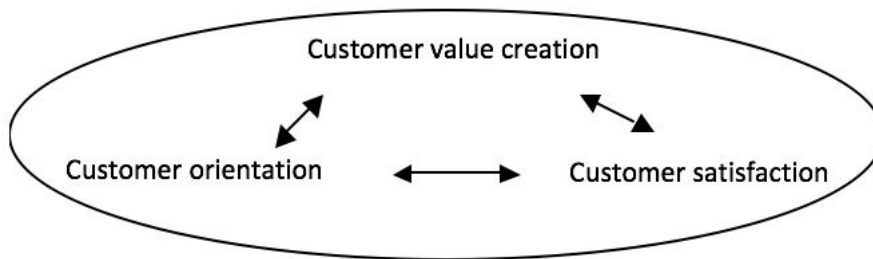 Customer value creation
Customer orientation
Customer satisfaction